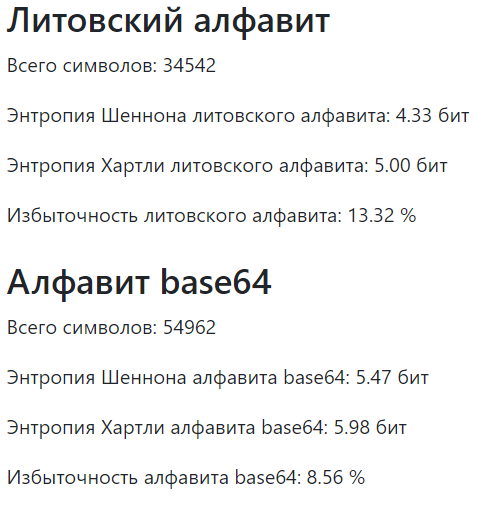 Литовский алфавит
Всего символов: 34542
Энтропия Шеннона литовского алфавита: 4.33 бит
Энтропия Хартли литовского алфавита: 5.00 бит
Избыточность литовского алфавита: 13.32 %
Алфавит base64
Всего символов: 54962
Энтропия Шеннона алфавита base64: 5.47 бит
Энтропия Хартли алфавита base64: 5.98 бит
Избыточность алфавита base64: 8.56 %